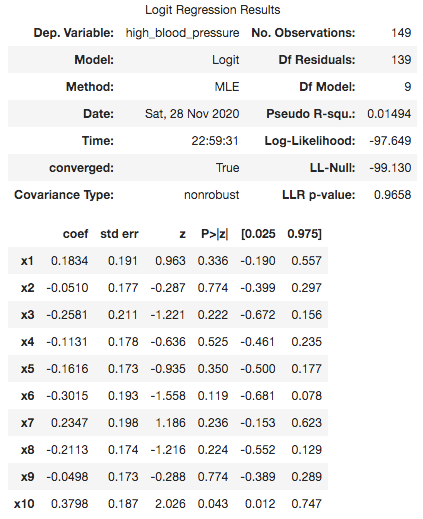 Logit Regression Results
Dep. Variable: high_blood_pressure No. Observations: 149
Model: Logit Df Residuals: 139
Method: MLE Df Model: 9
Date: Sat, 28 Nov 2020 Pseudo R-squ.: 0.01494
Time: 22:59:31 Log-Likelihood: -97.649
converged: True LL-Null: -99.130
Covariance Type: nonrobust LLR p-value: 0.9658
coef std err z P>|z| [0.025 0.975]
x1 0.1834 0.191 0.963 0.336 -0.190 0.557
x2 -0.0510 0.177 -0.287 0.774 -0.399 0.297
x3 -0.2581 0.211 -1.221 0.222 -0.672 0.156
x4 -0.1131 0.178 -0.636 0.525 -0.461 0.235
x5 -0.1616 0.173 -0.935 0.350 -0.500 0.177
x6 -0.3015 0.193 -1.558 0.119 -0.681 0.078
x7 0.2347 0.198 1.186 0.236 -0.153 0.623
x8 -0.2113 0.174 -1.216 0.224 -0.552 0.129
x9 -0.0498 0.173 -0.288 0.774 -0.389 0.289
x10 0.3798 0.187 2.026 0.043 0.012 0.747